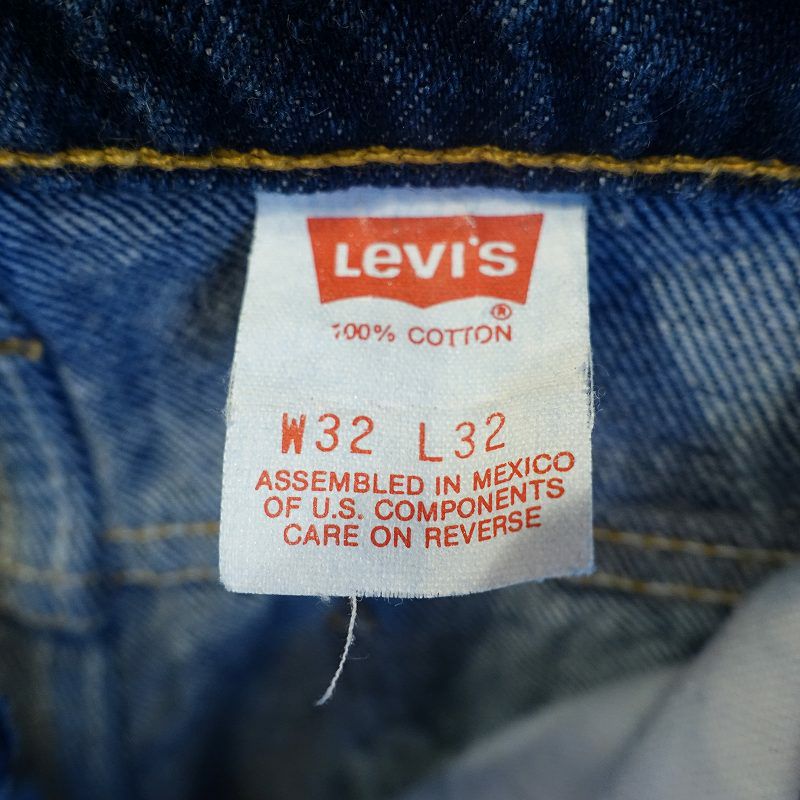 LEVI'S
®
100% COTTON
W32 L32
ASSEMBLED IN MEXICO
OF U.S. COMPONENTS
CARE ON REVERSE